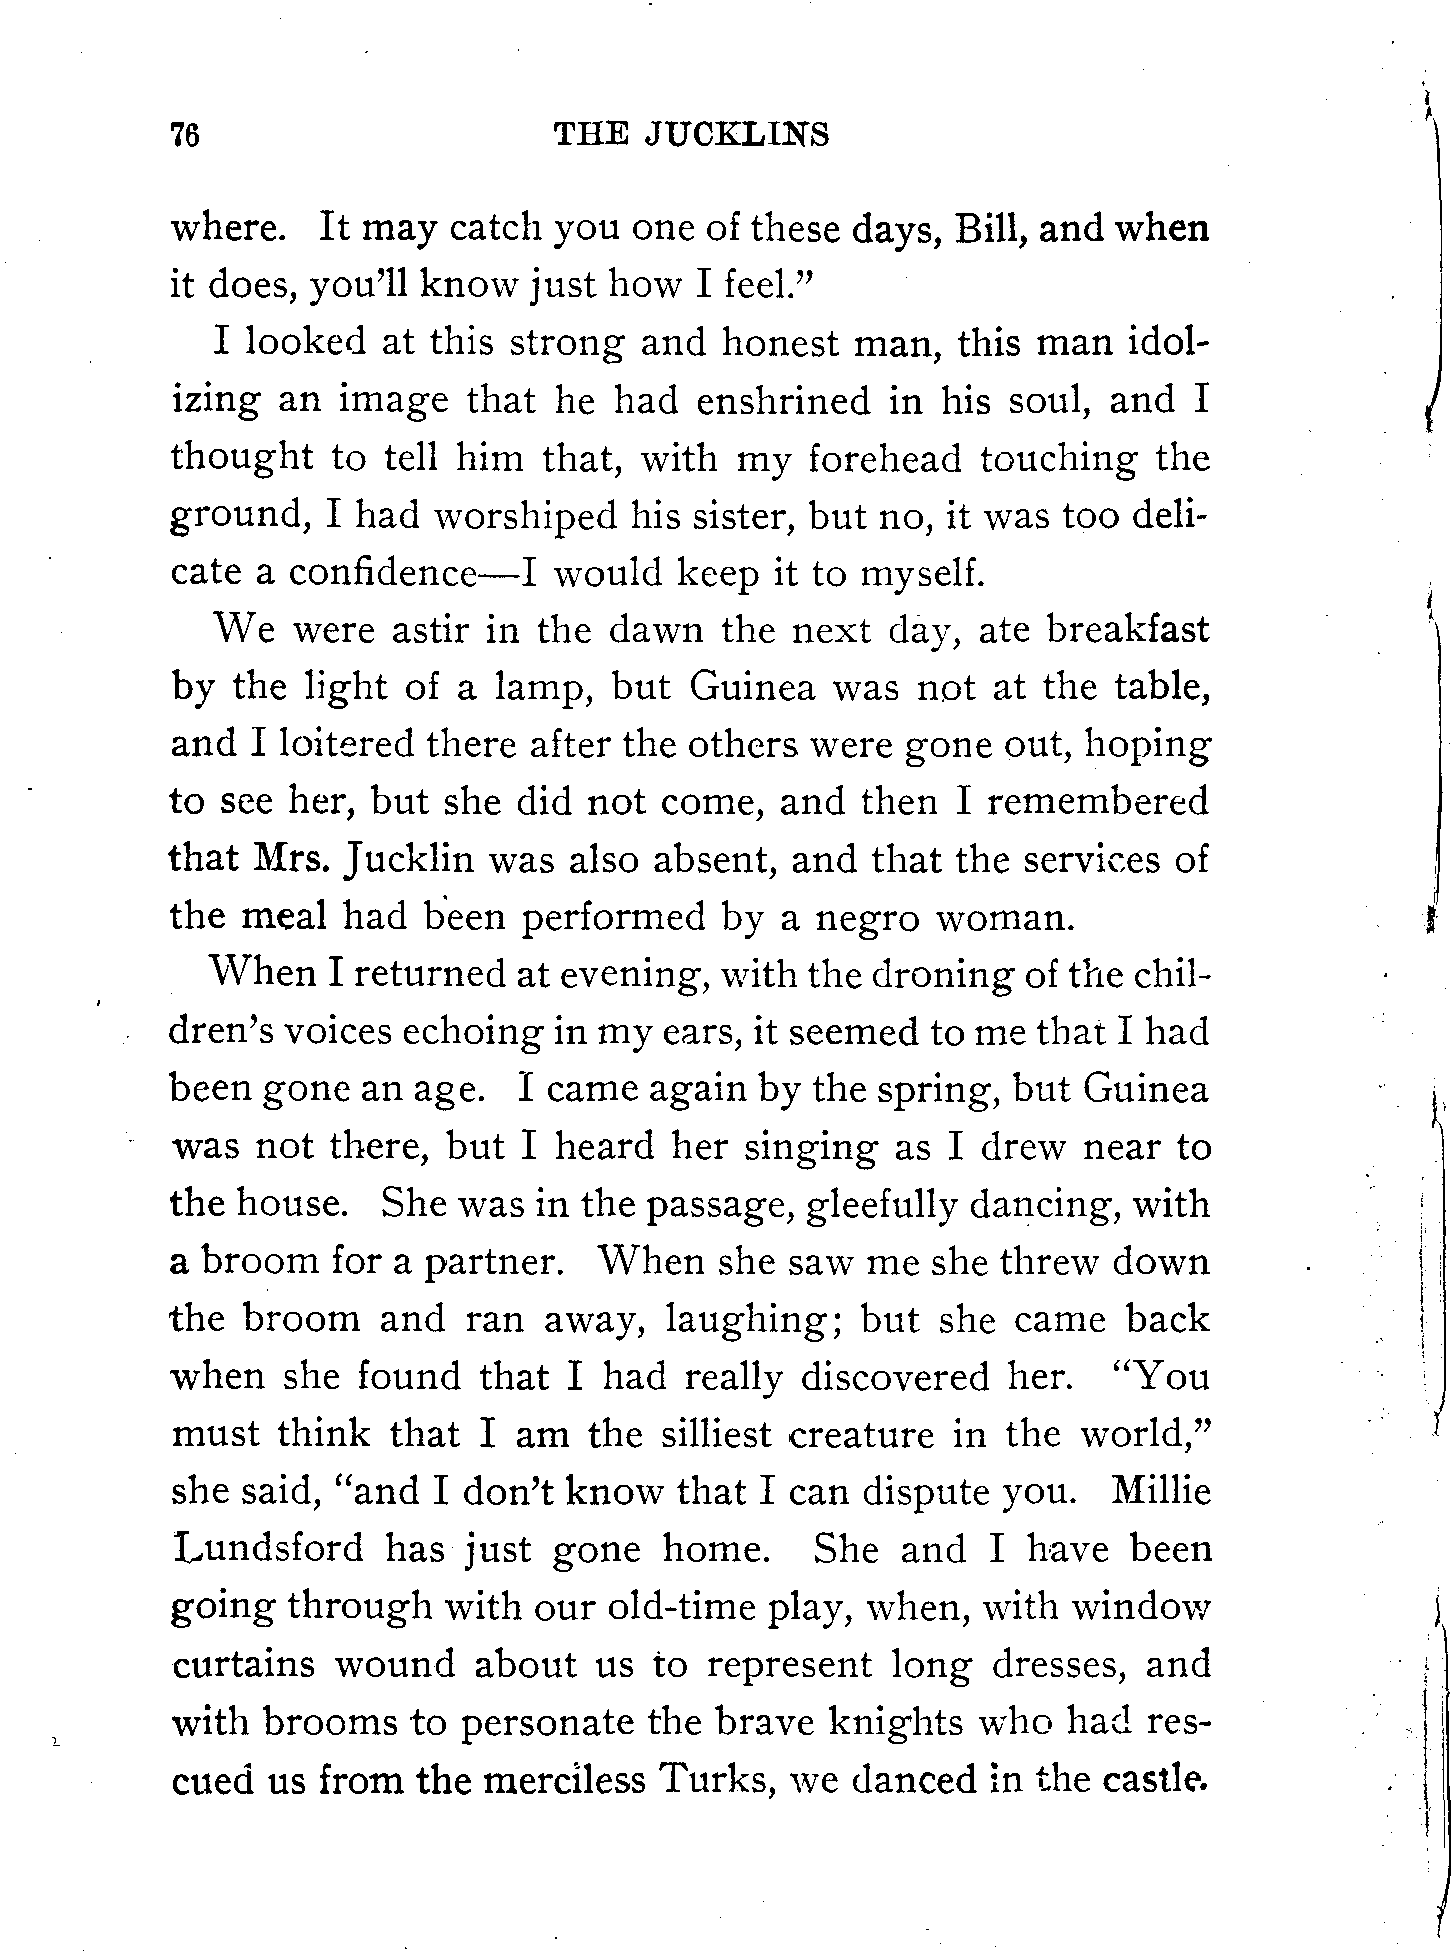 76 THE JUCKLINS
where. It may catch you one of these days, Bill, and when
it does, you'll know just how I feel.”
I looked at this strong and honest man, this man idol-
izing an image that he had enshrined in his soul, and I
thought to tell him that, with my forehead touching the
ground, I had worshiped his sister, but no, it was too deli-
cate a confidence—I would keep it to myself.
We were astir in the dawn the next day, ate breakfast
by the light of a lamp, but Guinea was not at the table,
and I loitered there after the others were gone out, hoping
to see her, but she did not come, and then I remembered
that Mrs. Jucklin was also absent, and that the services of
the meal had been performed by a negro woman.
When I returned at evening, with the droning of the chil-
dren's voices echoing in my ears, it seemed to me that I had
been gone an age. I came again by the spring, but Guinea
was not there, but I heard her singing as I drew near to
the house. She was in the passage, gleefully dancing, with
a broom for a partner. When she saw me she threw down
the broom and ran away, laughing; but she came back
when she found that I had really discovered her. “You
must think that I am the silliest creature in the world,”
she said, “and I don't know that I can dispute you. Millie
Lundsford has just gone home. She and I have been
going through with our old-time play, when, with window
curtains wound about us to represent long dresses, and
with brooms to personate the brave knights who had res-
cued us from the merciless Turks, we danced in the castle.